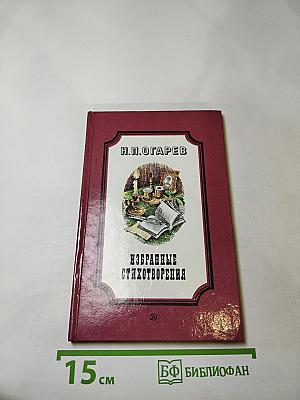 Н.П.ОГАРЕВ
ИЗБРАННЫЕ
СТИХОТВОРЕНИЯ
15 см
БФ БИБЛИОФАН